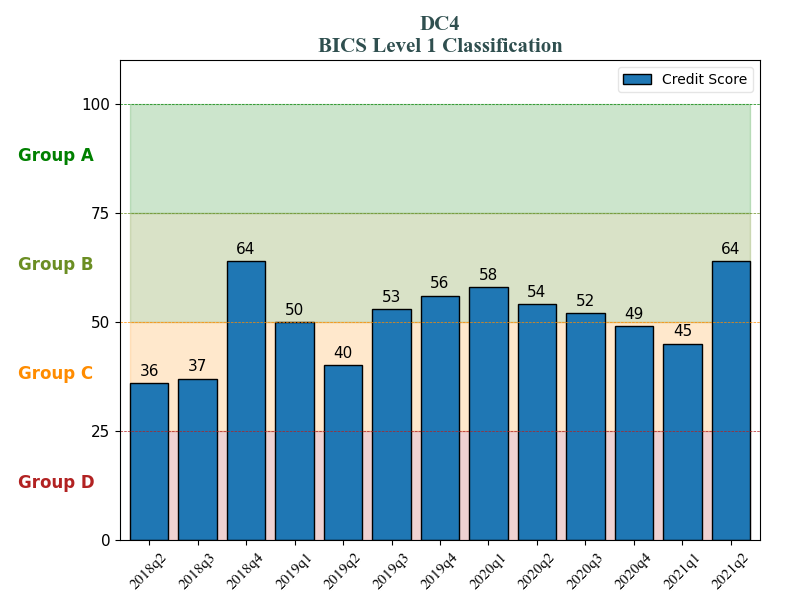 DC4
BICS Level 1 Classification
Credit Score
100
Group A
75
Group B
50
Group C
25
Group D
0
36
37
64
50
40
53
56
58
54
52
49
45
64
2018q2
2018q3
2018q4
2019q1
2019q2
2019q3
2019q4
2020q1
2020q2
2020q3
2020q4
2021q1
2021q2